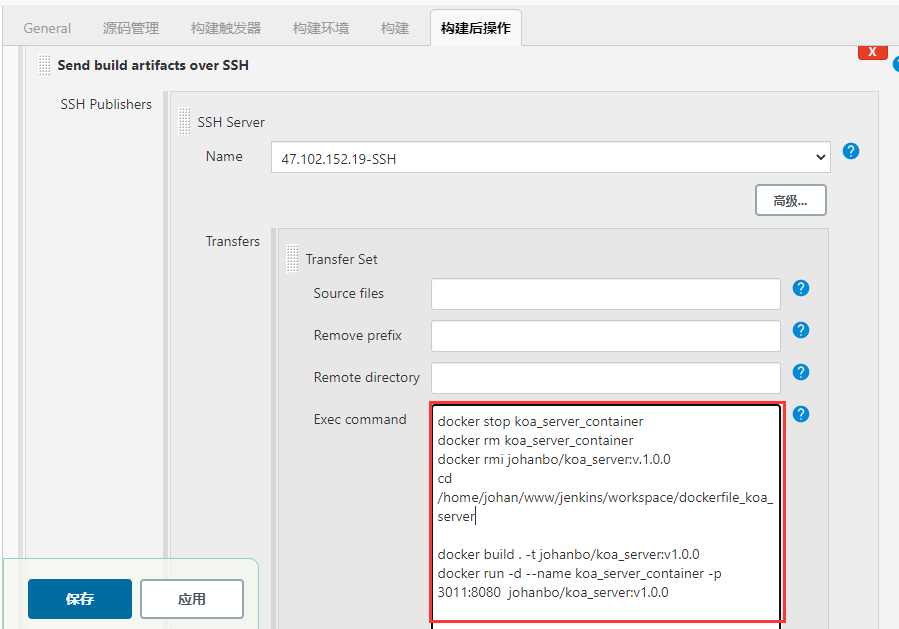 General 源码管理 构建触发器 构建环境 构建 构建后操作
X
Send build artifacts over SSH
?
SSH Publishers
SSH Server
Name 47.102.152.19-SSH ?
高级...
Transfers
Transfer Set
Source files ?
Remove prefix ?
Remote directory ?
Exec command ?
docker stop koa_server_container
docker rm koa_server_container
docker rmi johanbo/koa_server:v.1.0.0
cd
/home/johan/www/jenkins/workspace/dockerfile_koa_
server
docker build . -t johanbo/koa_server:v1.0.0
docker run -d --name koa_server_container -p
3011:8080 johanbo/koa_server:v1.0.0
保存 应用